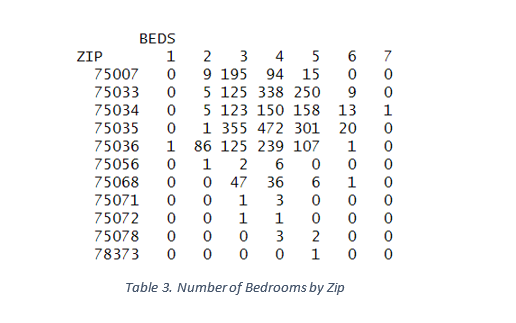 BEDS
ZIP 1 2 3 4 5 6 7
75007 0 9 195 94 15 0 0
75033 0 5 125 338 250 9 0
75034 0 5 123 150 158 13 1
75035 0 1 355 472 301 20 0
75036 1 86 125 239 107 1 0
75056 0 1 2 6 0 0 0
75068 0 0 47 36 6 1 0
75071 0 0 1 3 0 0 0
75072 0 0 1 1 0 0 0
75078 0 0 0 3 2 0 0
78373 0 0 0 0 1 0 0
Table 3. Number of Bedrooms by Zip